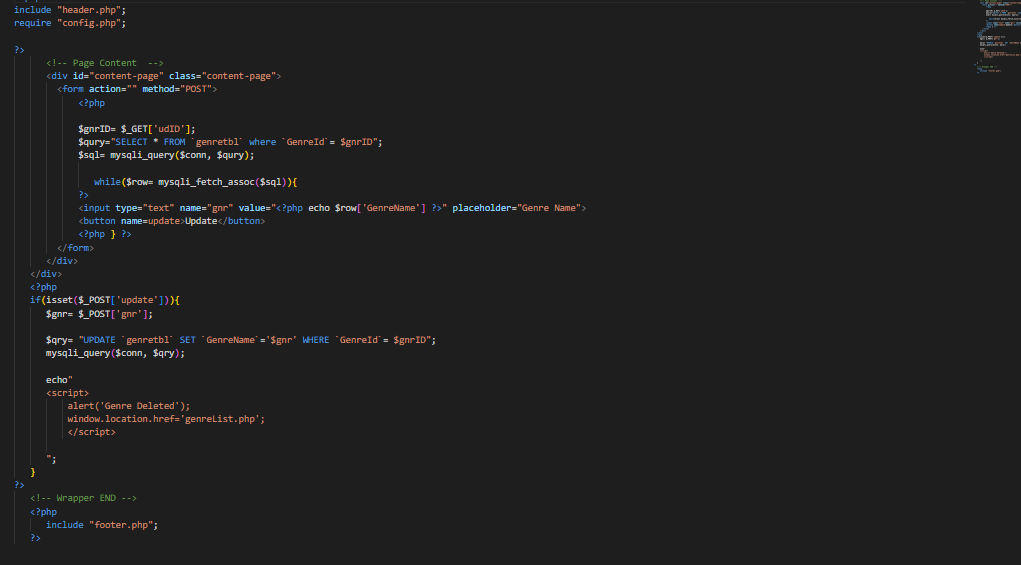 include "header.php";
require "config.php";
?>
<!-- Page Content  -->
<div id="content-page" class="content-page">
<form action="" method="POST">
<?php
$gnrID= $_GET['udID'];
$qury="SELECT * FROM `genretbl` where `GenreId`= $gnrID";
$sql= mysqli_query($conn, $qury);
while($row= mysqli_fetch_assoc($sql)){
?>
<input type="text" name="gnr" value="<?php echo $row['GenreName'] ?>" placeholder="Genre Name">
<button name=update>Update</button>
<?php } ?>
</form>
</div>
</div>
<?php
if(isset($_POST['update'])){
$gnr= $_POST['gnr'];
$qry= "UPDATE `genretbl` SET `GenreName`='$gnr' WHERE `GenreId`= $gnrID";
mysqli_query($conn, $qry);
echo"
<script>
alert('Genre Deleted');
window.location.href='genreList.php';
</script>
";
}
?>
<!-- Wrapper END -->
<?php
include "footer.php";
?>